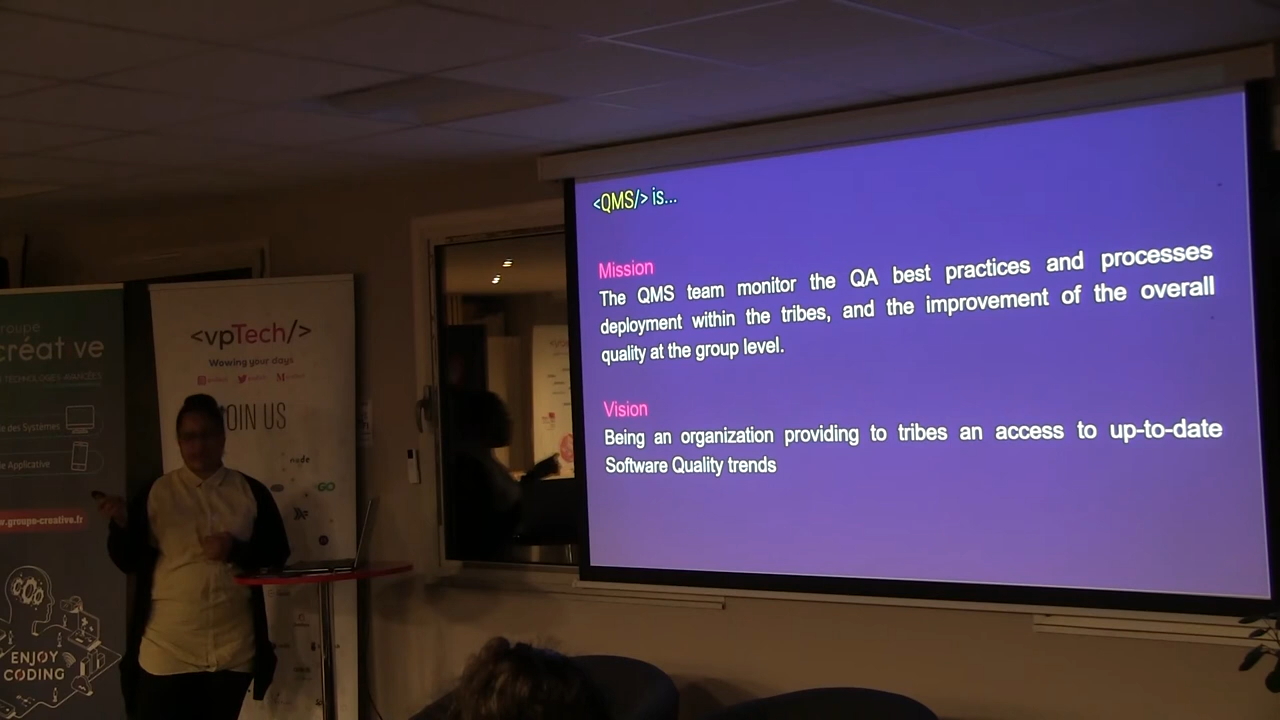 <QMS/> is...
Mission
The QMS team monitor the QA best practices and processes
deployment within the tribes, and the improvement of the overall
quality at the group level.
Vision
Being an organization providing to tribes an access to up-to-date
Software Quality trends
<vpTech/>
Wowing your days
JOIN US
node
GO
groupe
créat ve
TECHNOLOGIES AVANCÉES
des Systèmes
Applicative
w.groupe-creative.fr
ENJOY
CODING